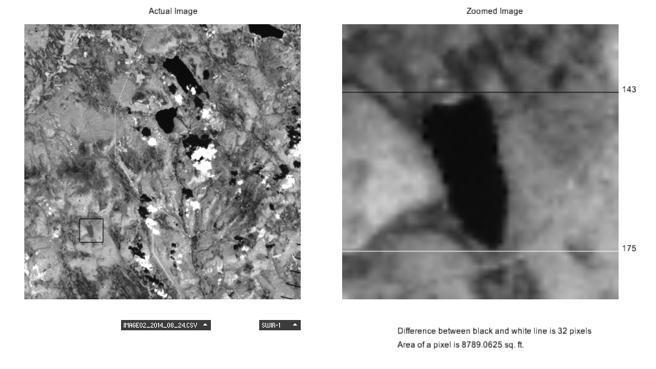 Actual Image
Zoomed Image
143
175
IMAGE02_2014_08_24.CSV
SWIR-1
Difference between black and white line is 32 pixels
Area of a pixel is 8789.0625 sq. ft.